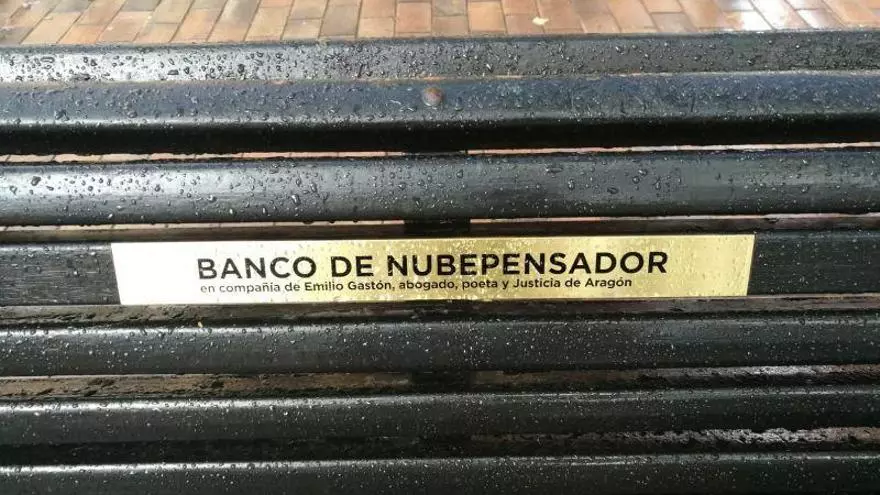 BANCO DE NUBEPENSADOR
en compañía de Emilio Gastón, abogado, poeta y Justicia de Aragón